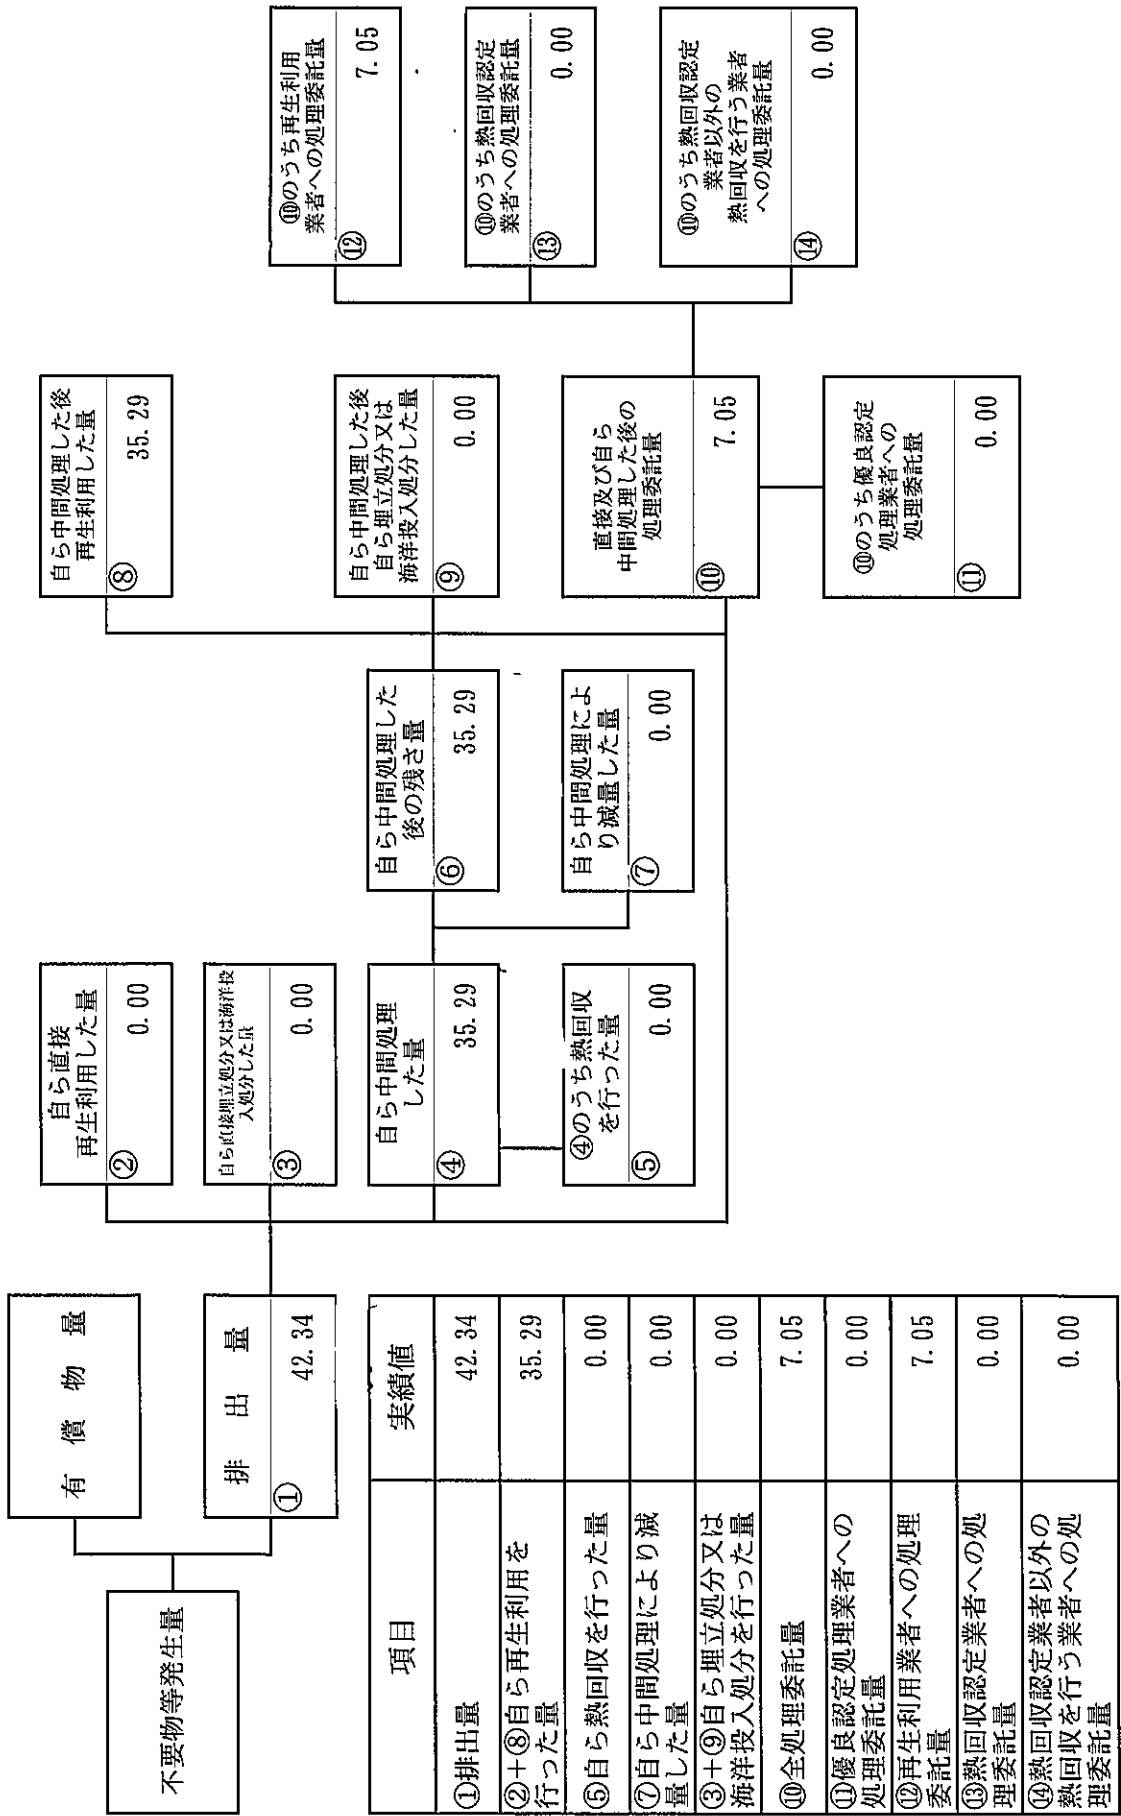 不要物等発生量
有償物量
排出量
①
42.34
自ら直接
再生利用した量
②
0.00
自ら直接埋立処分又は海洋投
入処分した量
③
0.00
自ら中間処理
した量
④
35.29
④のうち熱回収
を行った量
⑤
0.00
自ら中間処理した
後の残さ量
⑥
35.29
自ら中間処理によ
り減量した量
⑦
0.00
自ら中間処理した後
再生利用した量
⑧
35.29
自ら中間処理した後
自ら埋立処分又は
海洋投入処分した量
⑨
0.00
直接及び自ら
中間処理した後の
処理委託量
⑩
7.05
⑩のうち優良認定
処理業者への
処理委託量
⑪
0.00
⑩のうち再生利用
業者への処理委託量
⑫
7.05
⑩のうち熱回収認定
業者への処理委託量
⑬
0.00
⑩のうち熱回収認定
業者以外の
熱回収を行う業者
への処理委託量
⑭
0.00
項目 実績値
①排出量 42.34
②+⑧自ら再生利用を
行った量 35.29
⑤自ら熱回収を行った量 0.00
⑦自ら中間処理により減
量した量 0.00
③+⑨自ら埋立処分又は
海洋投入処分を行った量 0.00
⑩全処理委託量 7.05
⑪優良認定処理業者への
処理委託量 0.00
⑫再生利用業者への処理
委託量 7.05
⑬熱回収認定業者への処
理委託量 0.00
⑭熱回収認定業者以外の
熱回収を行う業者への処
理委託量 0.00